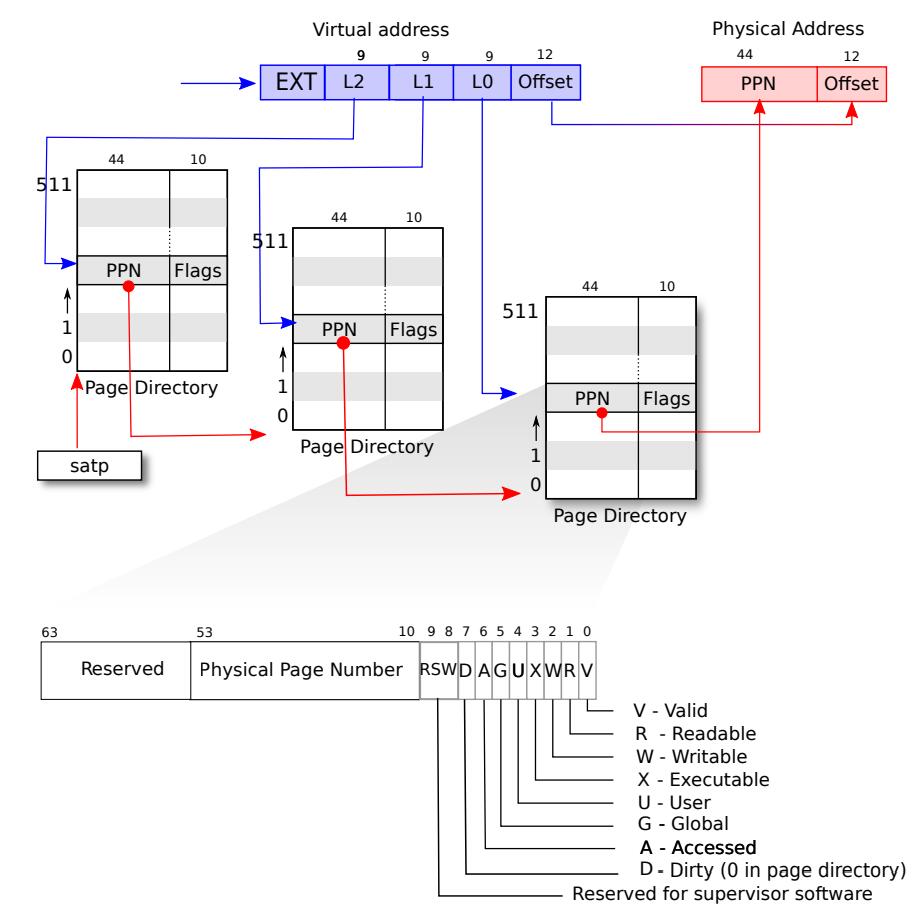 Virtual address
Physical Address
9 9 9 12
44 12
EXT L2 L1 L0 Offset
PPN Offset
44 10
511
PPN Flags
1
0
Page Directory
satp
44 10
511
PPN Flags
1
0
Page Directory
44 10
511
PPN Flags
1
0
Page Directory
63 53 10 9 8 7 6 5 4 3 2 1 0
Reserved Physical Page Number RSW D A G U X W R V
V - Valid
R - Readable
W - Writable
X - Executable
U - User
G - Global
A - Accessed
D - Dirty (0 in page directory)
Reserved for supervisor software